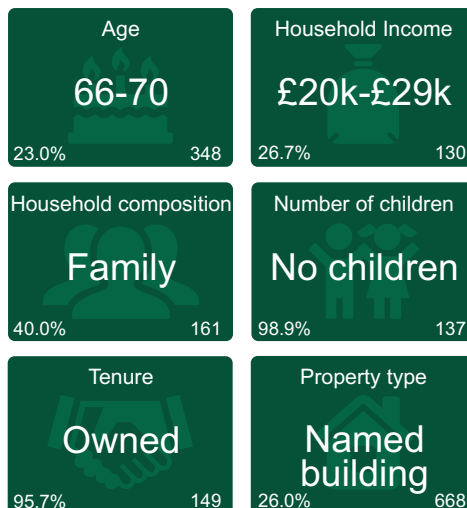 Age
66-70
23.0% 348
Household Income
£20k-£29k
26.7% 130
Household composition
Family
40.0% 161
Number of children
No children
98.9% 137
Tenure
Owned
95.7% 149
Property type
Named
building
26.0% 668